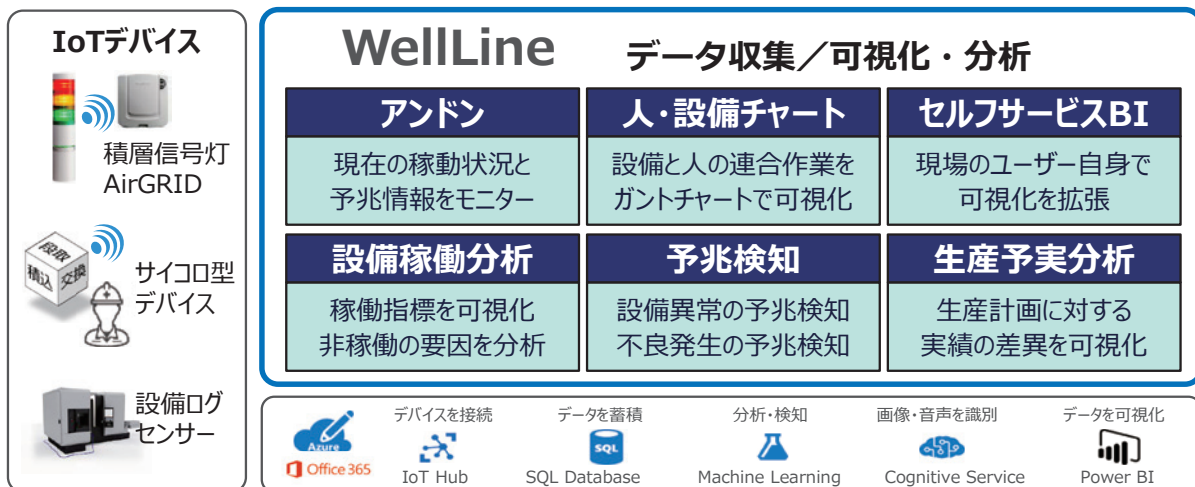 IoTデバイス
積層信号灯
AirGRID
段取
積込
交換
サイコロ型
デバイス
設備ログ
センサー
WellLine データ収集／可視化・分析
アンドン
現在の稼動状況と
予兆情報をモニター
人・設備チャート
設備と人の連合作業を
ガントチャートで可視化
セルフサービスBI
現場のユーザー自身で
可視化を拡張
設備稼働分析
稼働指標を可視化
非稼働の要因を分析
予兆検知
設備異常の予兆検知
不良発生の予兆検知
生産予実分析
生産計画に対する
実績の差異を可視化
Azure
Office 365
デバイスを接続
IoT Hub
データを蓄積
SQL
SQL Database
分析・検知
Machine Learning
画像・音声を識別
Cognitive Service
データを可視化
Power BI